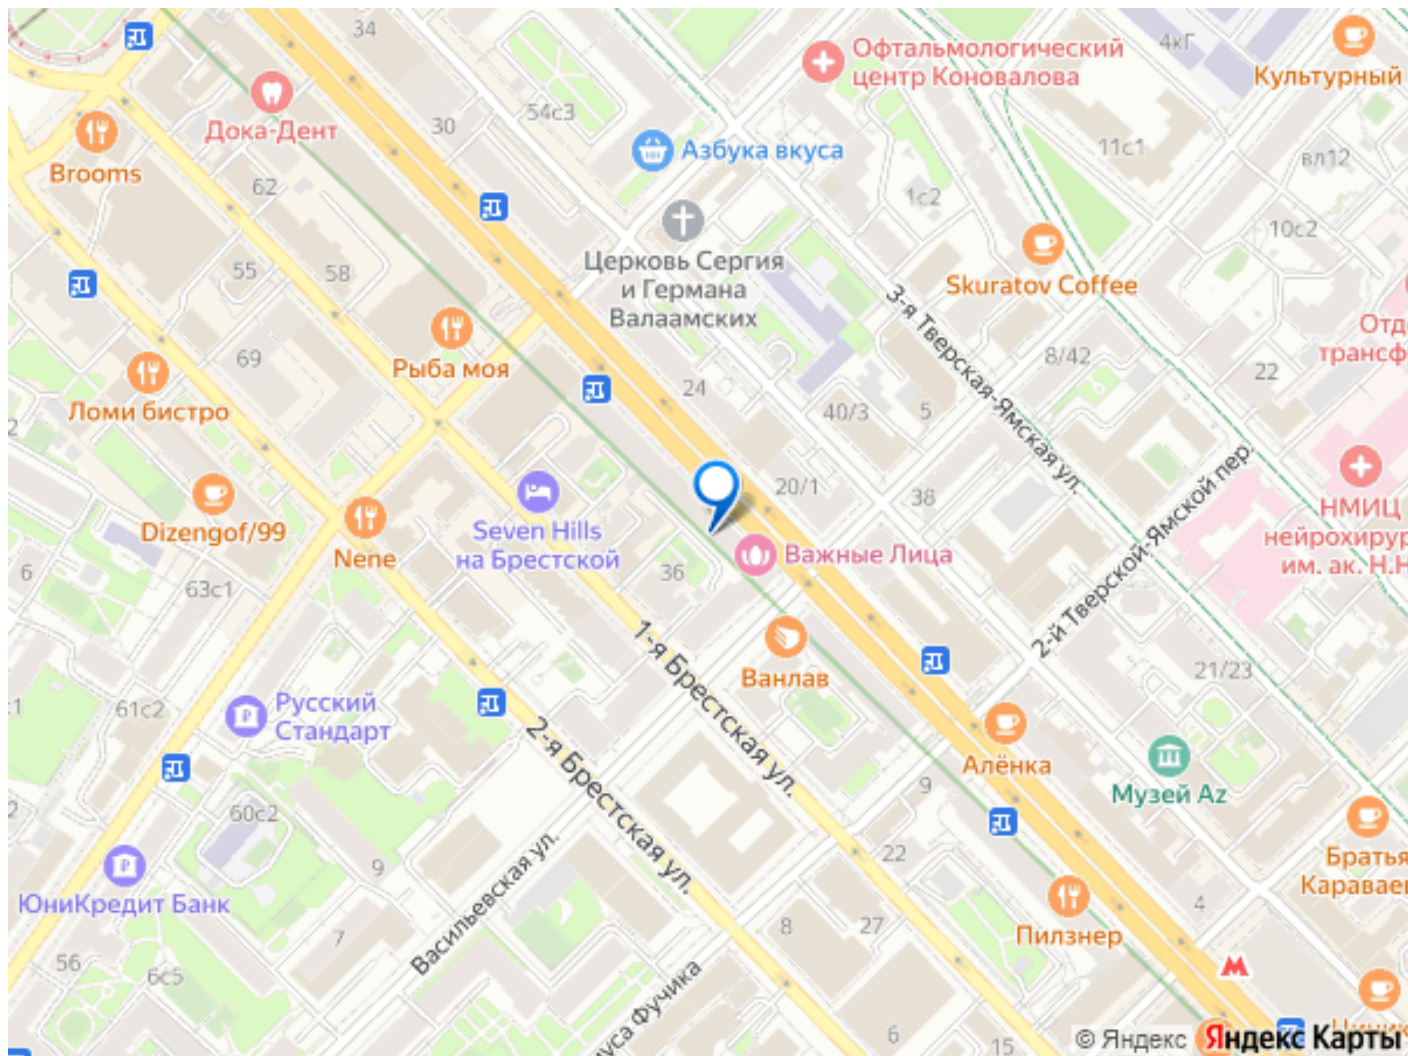 34
4кГ
Офтальмологический
центр Коновалова
Культурный
Дока-Дент
54с3
30
Азбука вкуса
11с1
вл12
Brooms
62
1с2
10с2
Церковь Сергия
и Германа
Валаамских
55
58
Skuratov Coffee
3-я Тверская-Ямская ул.
Рыба моя
69
24
8/42
22
Ломи бистро
40/3
5
2-й Тверской-Ямской пер.
20/1
38
Dizengof/99
Nene
Seven Hills
на Брестской
36
Важные Лица
НМИЦ
им. ак. Н.Н
6
63с1
1-я Брестская ул.
Ванлав
21/23
61с2
Русский
Стандарт
2-я Брестская ул.
Алёнка
Музей Az
9
60с2
22
9
Братья
Караваев
ЮниКредит Банк
Васильевская ул.
4
8
27
Пилзнер
7
56
6с5
Фучика
6
15
© Яндекс
Яндекс Карты